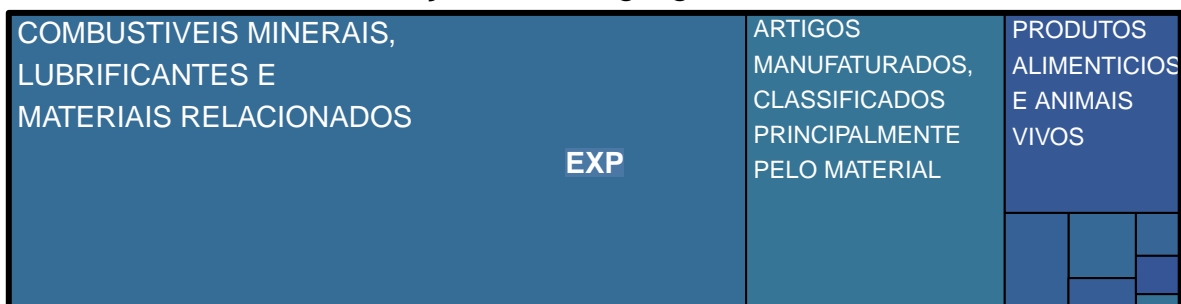 COMBUSTIVEIS MINERAIS,
LUBRIFICANTES E
MATERIAIS RELACIONADOS
EXP
ARTIGOS
MANUFATURADOS,
CLASSIFICADOS
PRINCIPALMENTE
PELO MATERIAL
PRODUTOS
ALIMENTICIOS
E ANIMAIS
VIVOS